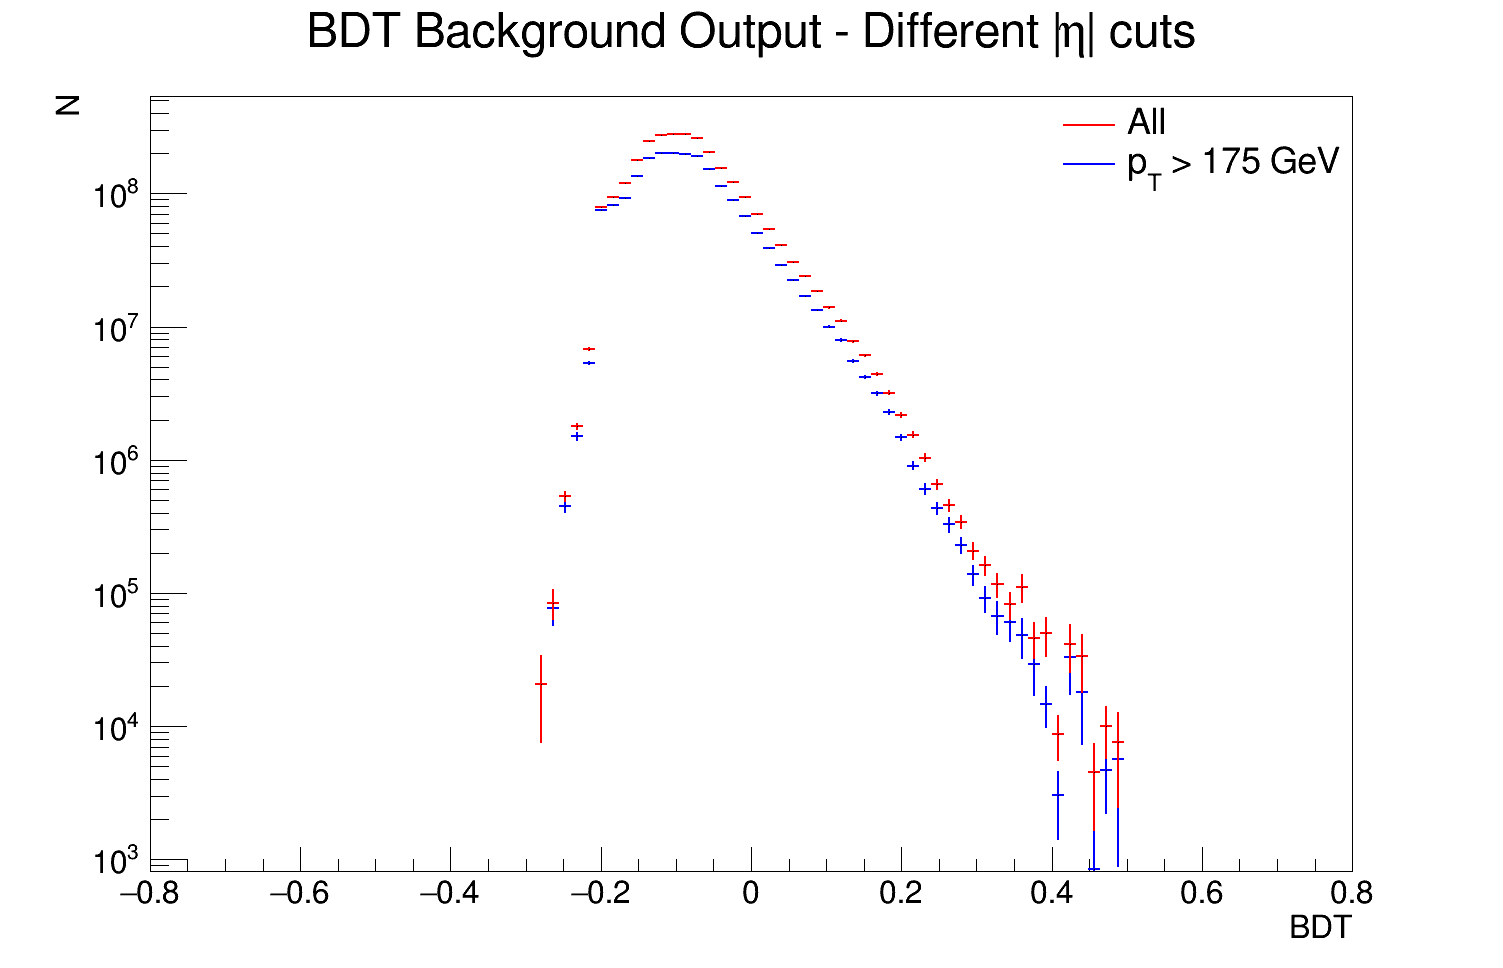 BDT Background Output - Different |η| cuts
N
All
p_T > 175 GeV
10^8
10^7
10^6
10^5
10^4
10^3
−0.8 −0.6 −0.4 −0.2 0 0.2 0.4 0.6 0.8
BDT